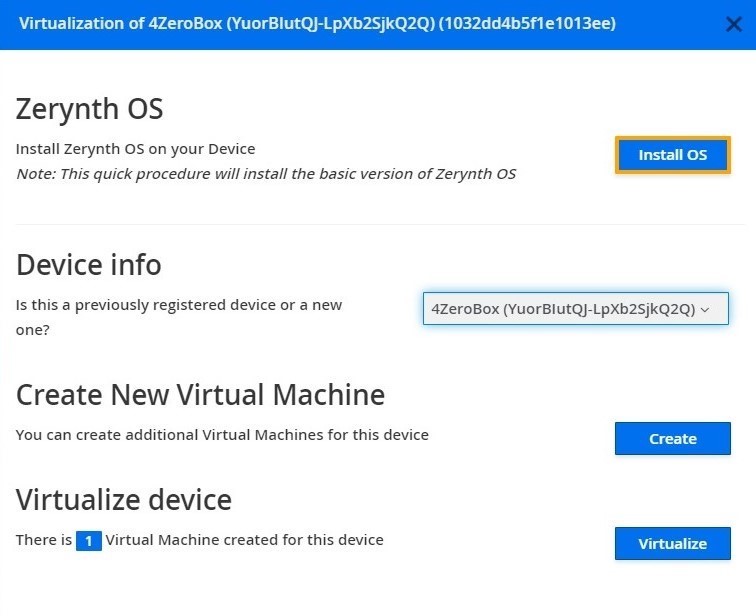 Virtualization of 4ZeroBox (YuorBIutQJ-LpXb2SjkQ2Q) (1032dd4b5f1e1013ee)
Zerynth OS
Install Zerynth OS on your Device
Note: This quick procedure will install the basic version of Zerynth OS
Install OS
Device info
Is this a previously registered device or a new
one?
4ZeroBox (YuorBIutQJ-LpXb2SjkQ2Q)
Create New Virtual Machine
You can create additional Virtual Machines for this device
Create
Virtualize device
There is 1 Virtual Machine created for this device
Virtualize